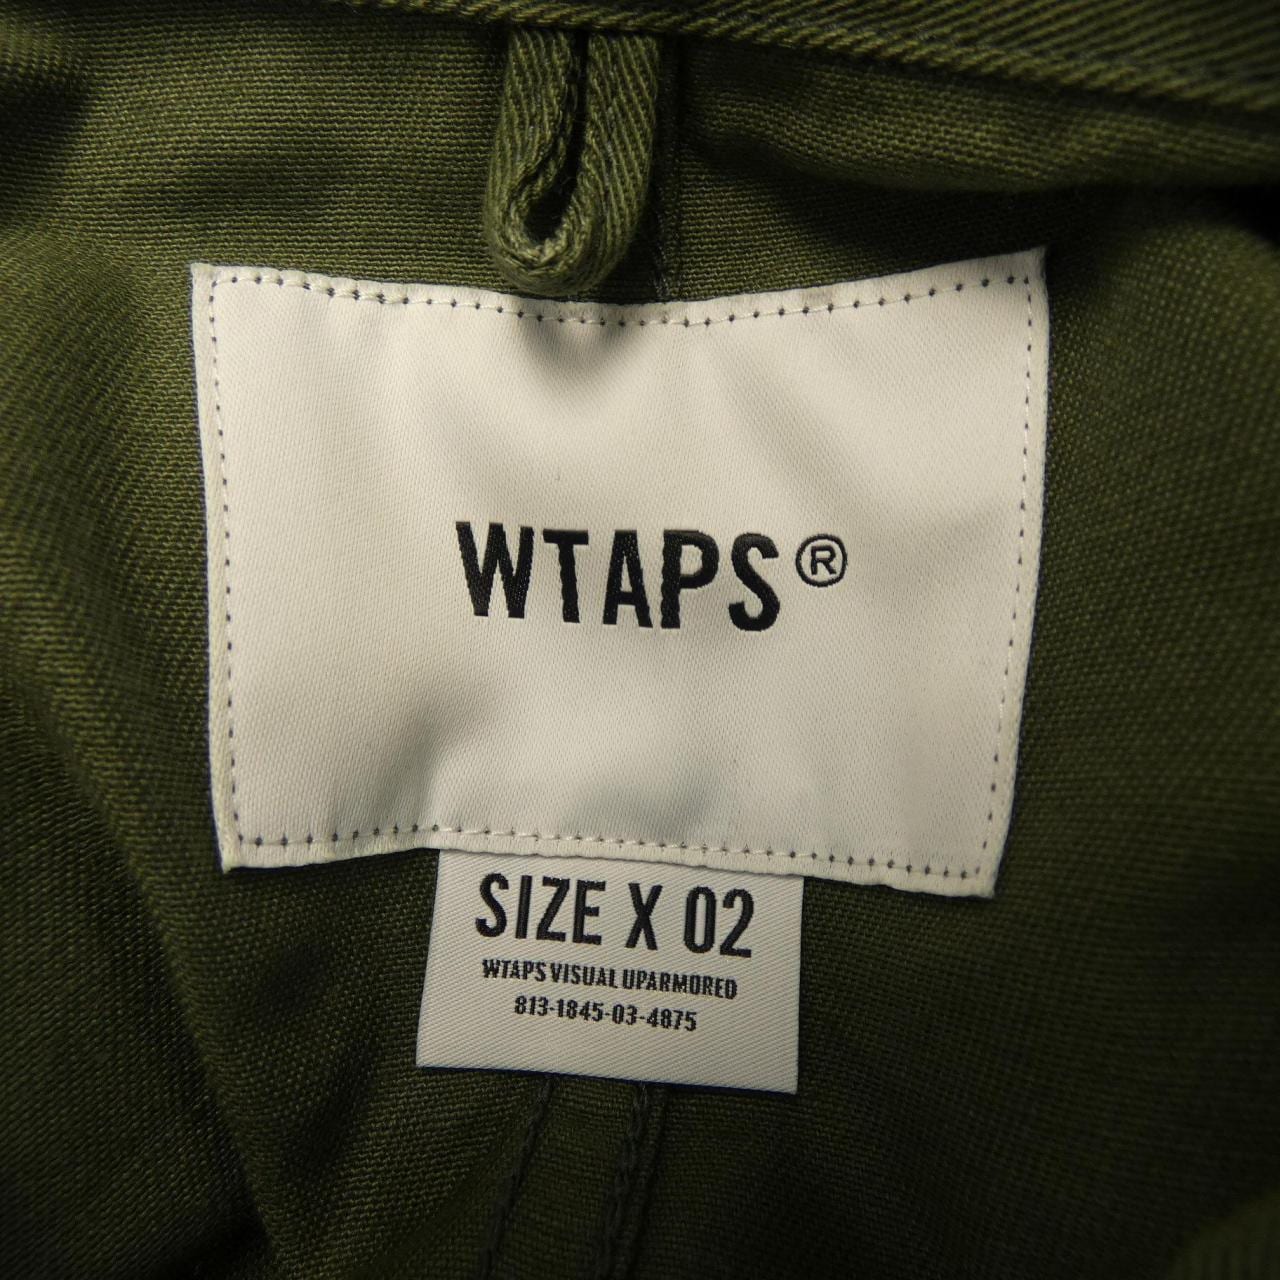 WTAPS®
SIZE X 02
WTAPS VISUAL UPARMORED
813-1845-03-4875